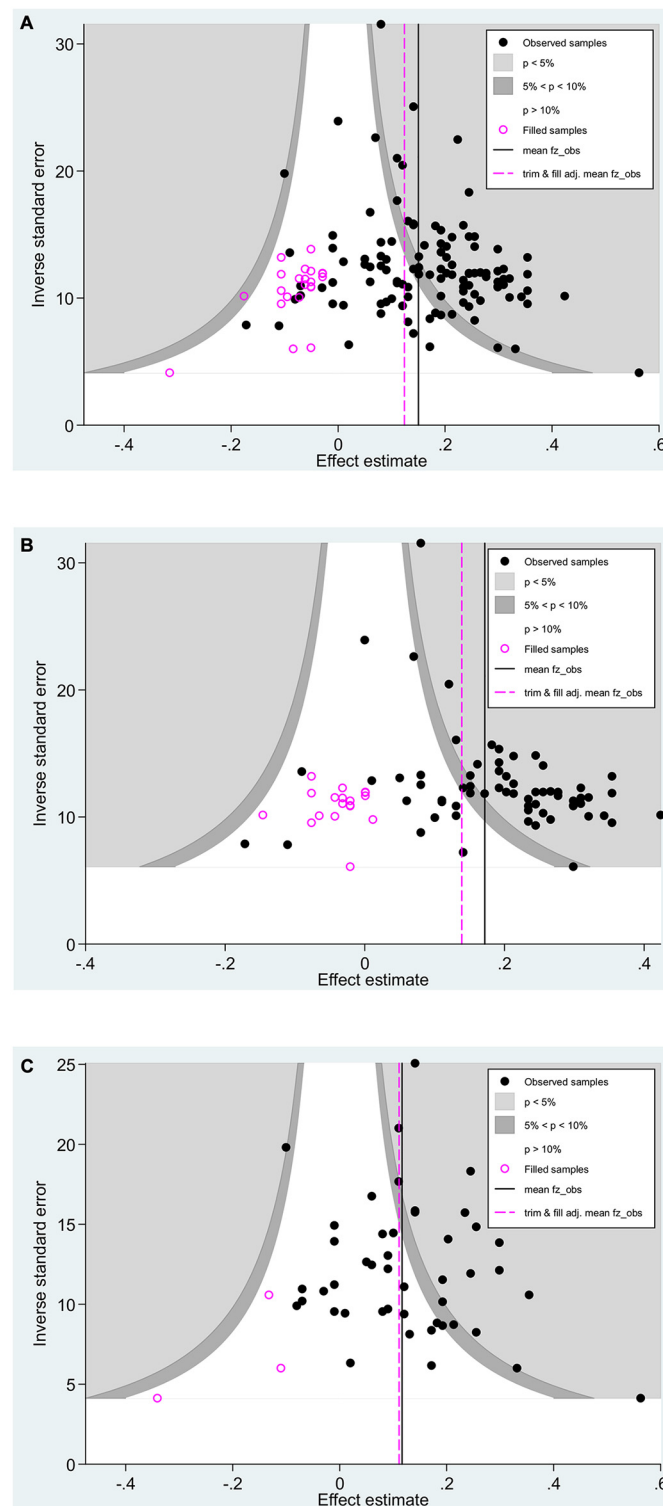 A
30
20
10
0
Inverse standard error
-.4
-.2
0
.2
.4
.6
Effect estimate
Observed samples
p < 5%
5% < p < 10%
p > 10%
Filled samples
mean fz_obs
trim & fill adj. mean fz_obs
B
30
20
10
0
Inverse standard error
-.4
-.2
0
.2
.4
Effect estimate
Observed samples
p < 5%
5% < p < 10%
p > 10%
Filled samples
mean fz_obs
trim & fill adj. mean fz_obs
C
25
20
15
10
5
0
Inverse standard error
-.4
-.2
0
.2
.4
.6
Effect estimate
Observed samples
p < 5%
5% < p < 10%
p > 10%
Filled samples
mean fz_obs
trim & fill adj. mean fz_obs